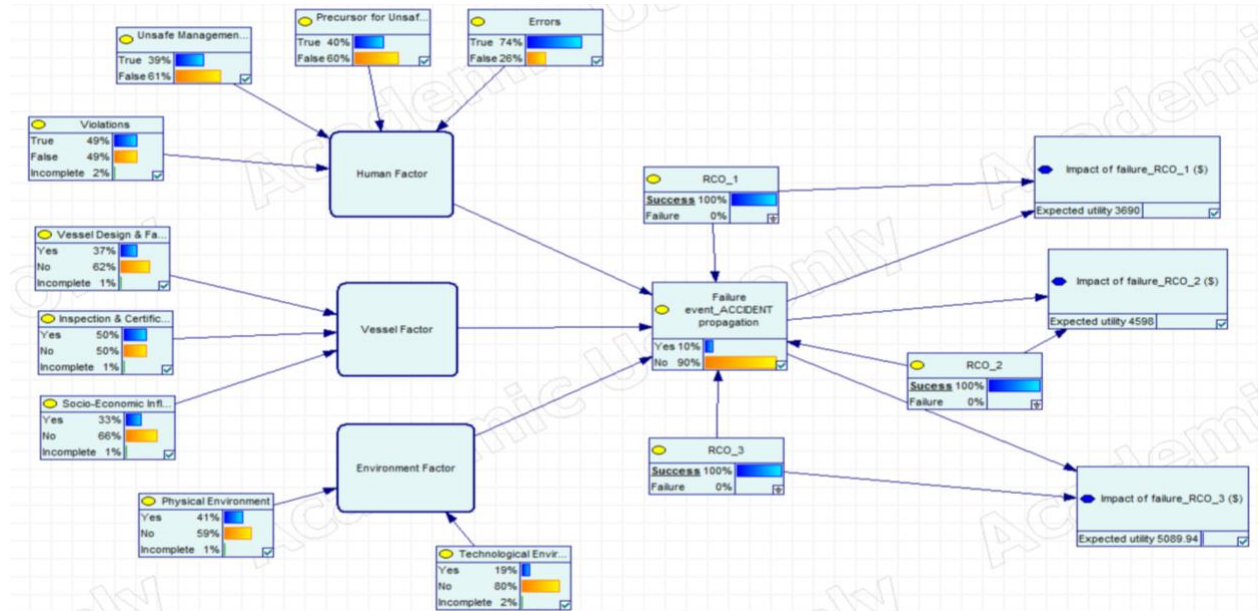 Unsafe Managemen...
True 39%
False 61%
Precursor for Unsaf...
True 40%
False 60%
Errors
True 74%
False 26%
Violations
True 49%
False 49%
Incomplete 2%
Human Factor
Vessel Design & Fa...
Yes 37%
No 62%
Incomplete 1%
Inspection & Certific...
Yes 50%
No 50%
Incomplete 1%
Socio-Economic Infl...
Yes 33%
No 66%
Incomplete 1%
Vessel Factor
Environment Factor
Physical Environment
Yes 41%
No 59%
Incomplete 1%
Technological Envir...
Yes 19%
No 80%
Incomplete 2%
RCO_1
Success 100%
Failure 0%
Failure
event_ACCIDENT
propagation
Yes 10%
No 90%
RCO_3
Success 100%
Failure 0%
RCO_2
Sucess 100%
Failure 0%
Impact of failure_RCO_1 ($)
Expected utility 3690
Impact of failure_RCO_2 ($)
Expected utility 4598
Impact of failure_RCO_3 ($)
Expected utility 5089.94
Academic Use Only